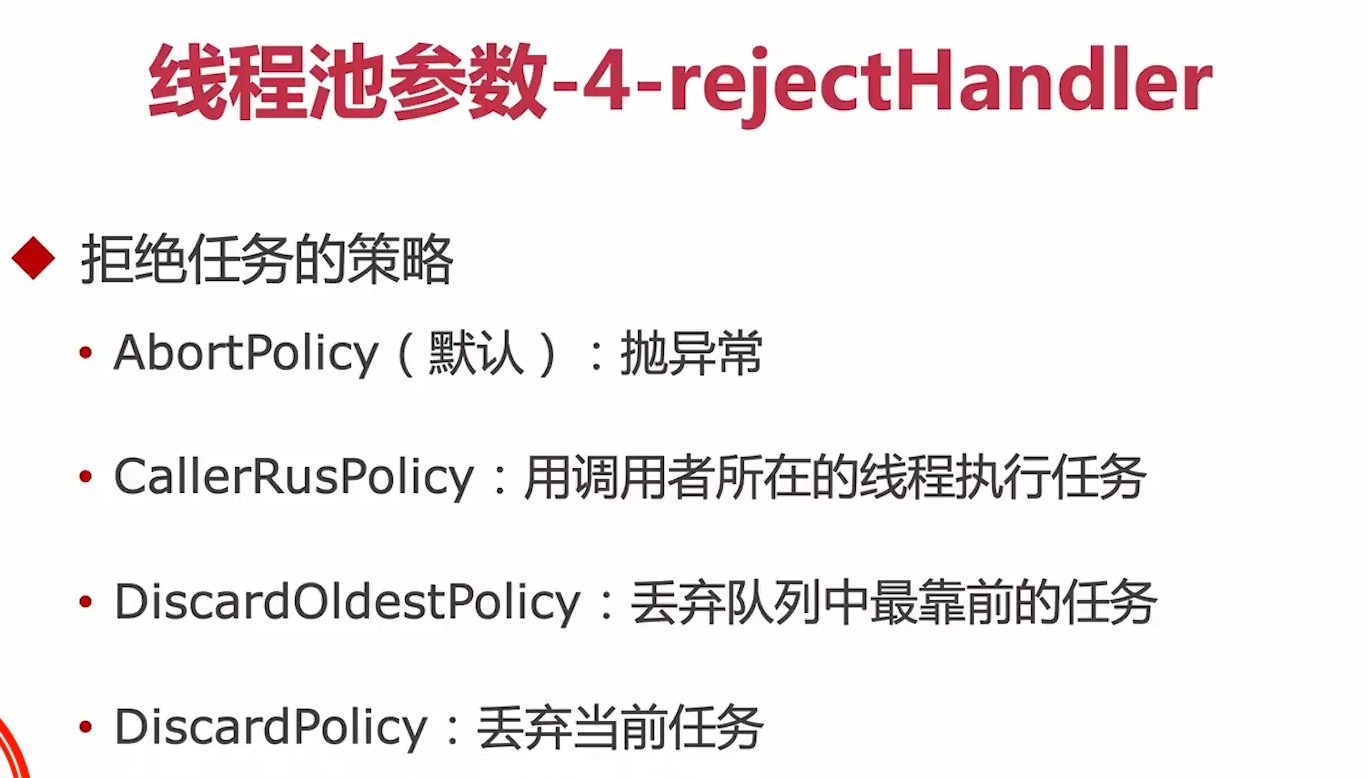 线程池参数-4-rejectHandler
拒绝任务的策略
AbortPolicy（默认）：抛异常
CallerRusPolicy：用调用者所在的线程执行任务
DiscardOldestPolicy：丢弃队列中最靠前的任务
DiscardPolicy：丢弃当前任务